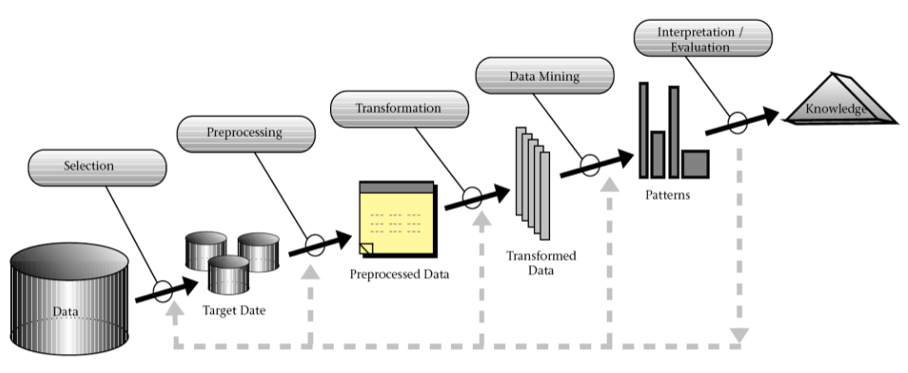 Interpretation /
Evaluation
Data Mining
Transformation
Preprocessing
Selection
Knowledge
Patterns
Transformed
Data
Preprocessed Data
Target Date
Data